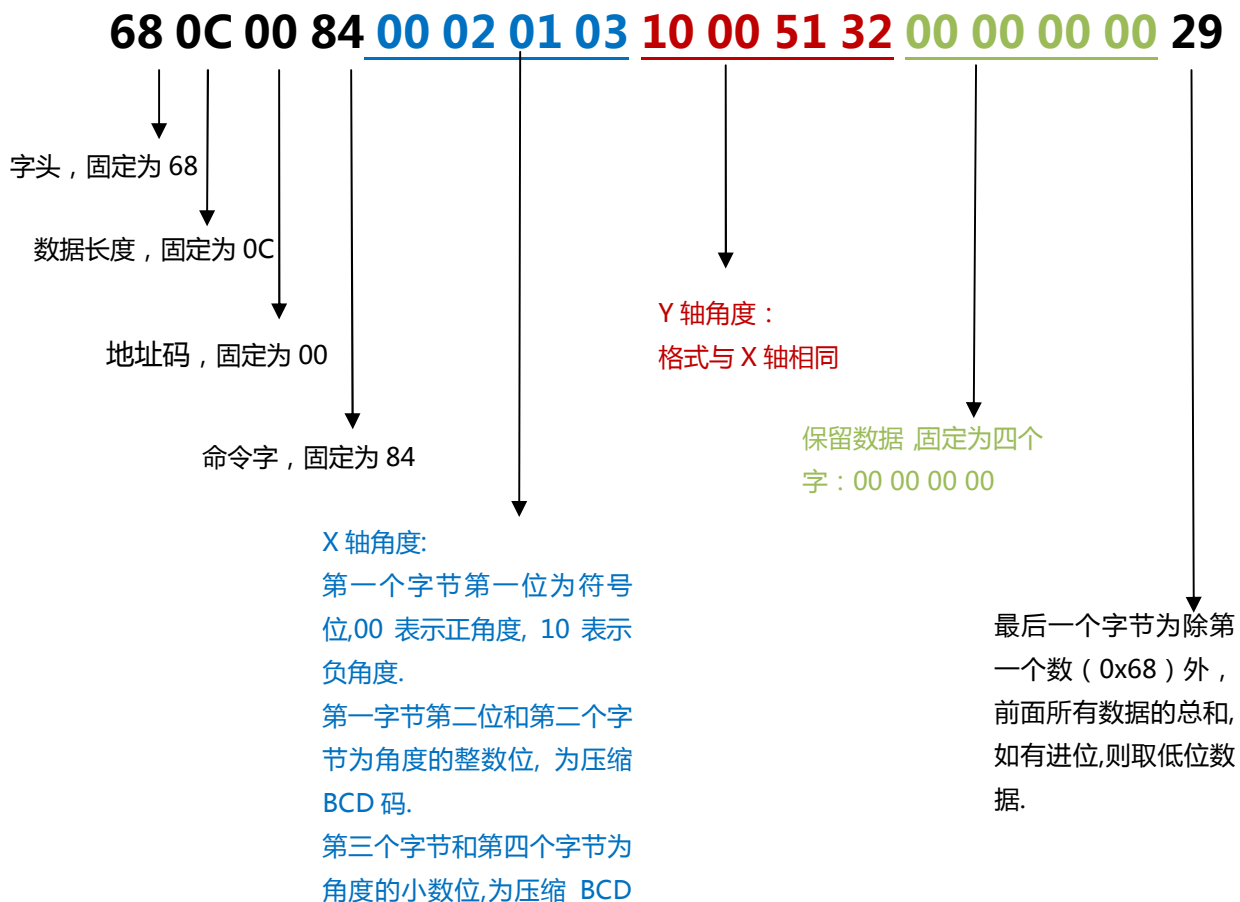 68 0C 00 84 00 02 01 03 10 00 51 32 00 00 00 00 29
字头，固定为 68
数据长度，固定为 0C
地址码，固定为 00
命令字，固定为 84
X 轴角度:
第一个字节第一位为符号
位,00 表示正角度, 10 表示
负角度.
第一字节第二位和第二个字
节为角度的整数位, 为压缩
BCD 码.
第三个字节和第四个字节为
角度的小数位,为压缩 BCD
Y 轴角度：
格式与 X 轴相同
保留数据 ,固定为四个
字：00 00 00 00
最后一个字节为除第
一个数（0x68）外，
前面所有数据的总和,
如有进位,则取低位数
据.